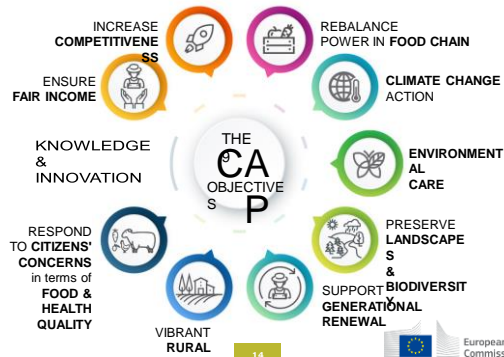 INCREASE
COMPETITIVENE
SS
REBALANCE
POWER IN FOOD CHAIN
ENSURE
FAIR INCOME
CLIMATE CHANGE
ACTION
KNOWLEDGE
&
INNOVATION
THE
9
CA
OBJECTIVE
S
P
ENVIRONMENT
AL
CARE
RESPOND
TO CITIZENS'
CONCERNS
in terms of
FOOD &
HEALTH
QUALITY
PRESERVE
LANDSCAPE
S
&
BIODIVERSIT
Y
SUPPORT
GENERATIONAL
RENEWAL
VIBRANT
RURAL
14
European
Commission